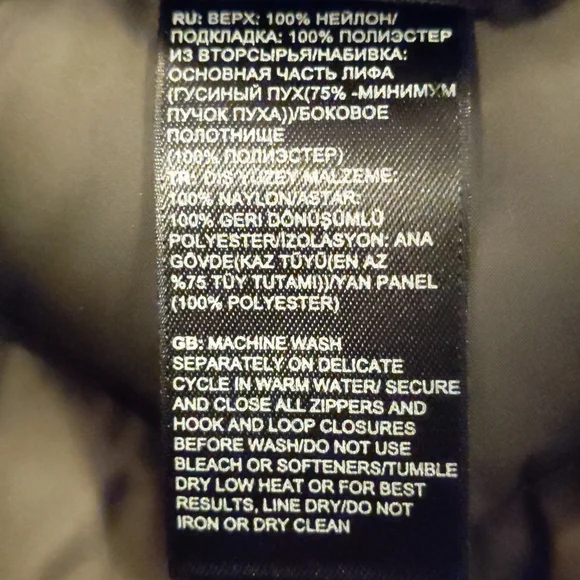 RU: ВЕРХ: 100% НЕЙЛОН/
ПОДКЛАДКА: 100% ПОЛИЭСТЕР
ИЗ ВТОРСЫРЬЯ/НАБИВКА:
ОСНОВНАЯ ЧАСТЬ ЛИФА
(ГУСИНЫЙ ПУХ(75% -МИНИМУМ
ПУЧОК ПУХА))/БОКОВОЕ
ПОЛОТНИЩЕ
(100% ПОЛИЭСТЕР)
TR: DIŞ YÜZEY MALZEME:
100% NAYLON/ASTAR:
100% GERİ DÖNÜŞÜMLÜ
POLYESTER/İZOLASYON: ANA
GÖVDE(KAZ TÜYÜ(EN AZ
%75 TÜY TUTAMI))/YAN PANEL
(100% POLYESTER)
GB: MACHINE WASH
SEPARATELY ON DELICATE
CYCLE IN WARM WATER/ SECURE
AND CLOSE ALL ZIPPERS AND
HOOK AND LOOP CLOSURES
BEFORE WASH/DO NOT USE
BLEACH OR SOFTENERS/TUMBLE
DRY LOW HEAT OR FOR BEST
RESULTS, LINE DRY/DO NOT
IRON OR DRY CLEAN